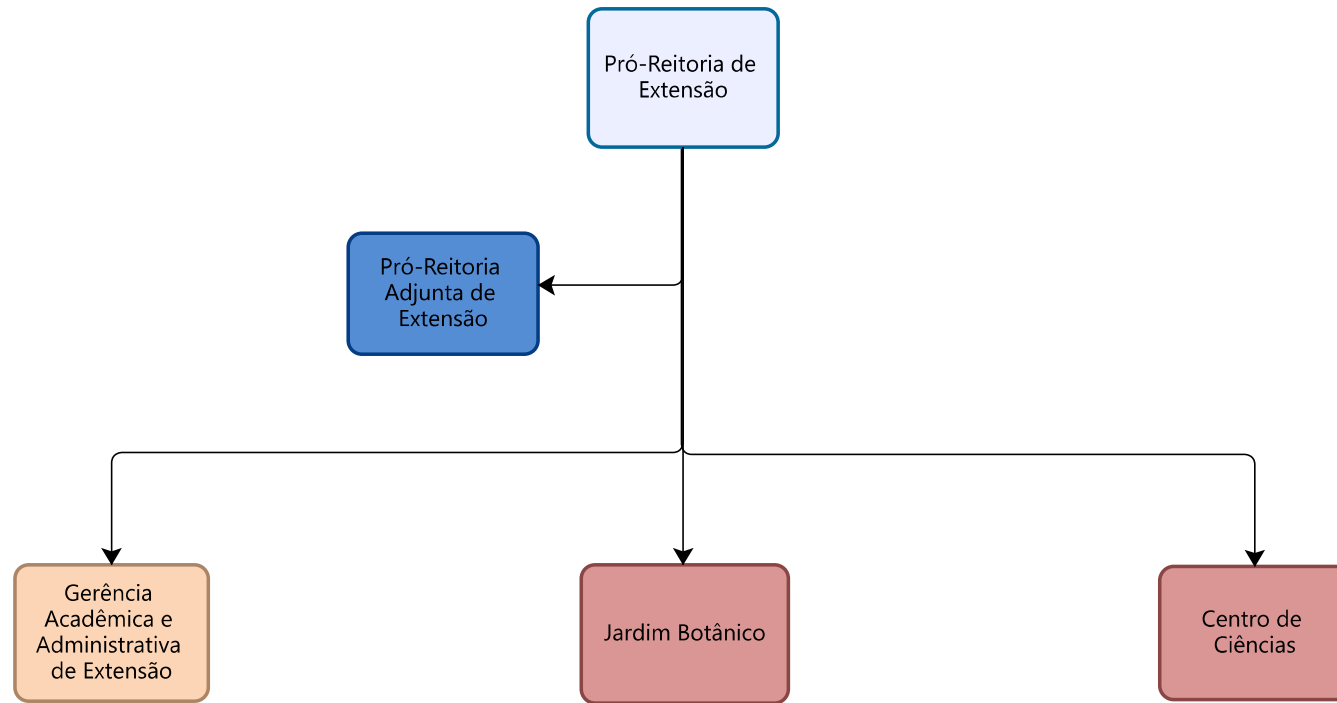 Pró-Reitoria de
Extensão
Pró-Reitoria
Adjunta de
Extensão
Gerência
Acadêmica e
Administrativa
de Extensão
Jardim Botânico
Centro de
Ciências